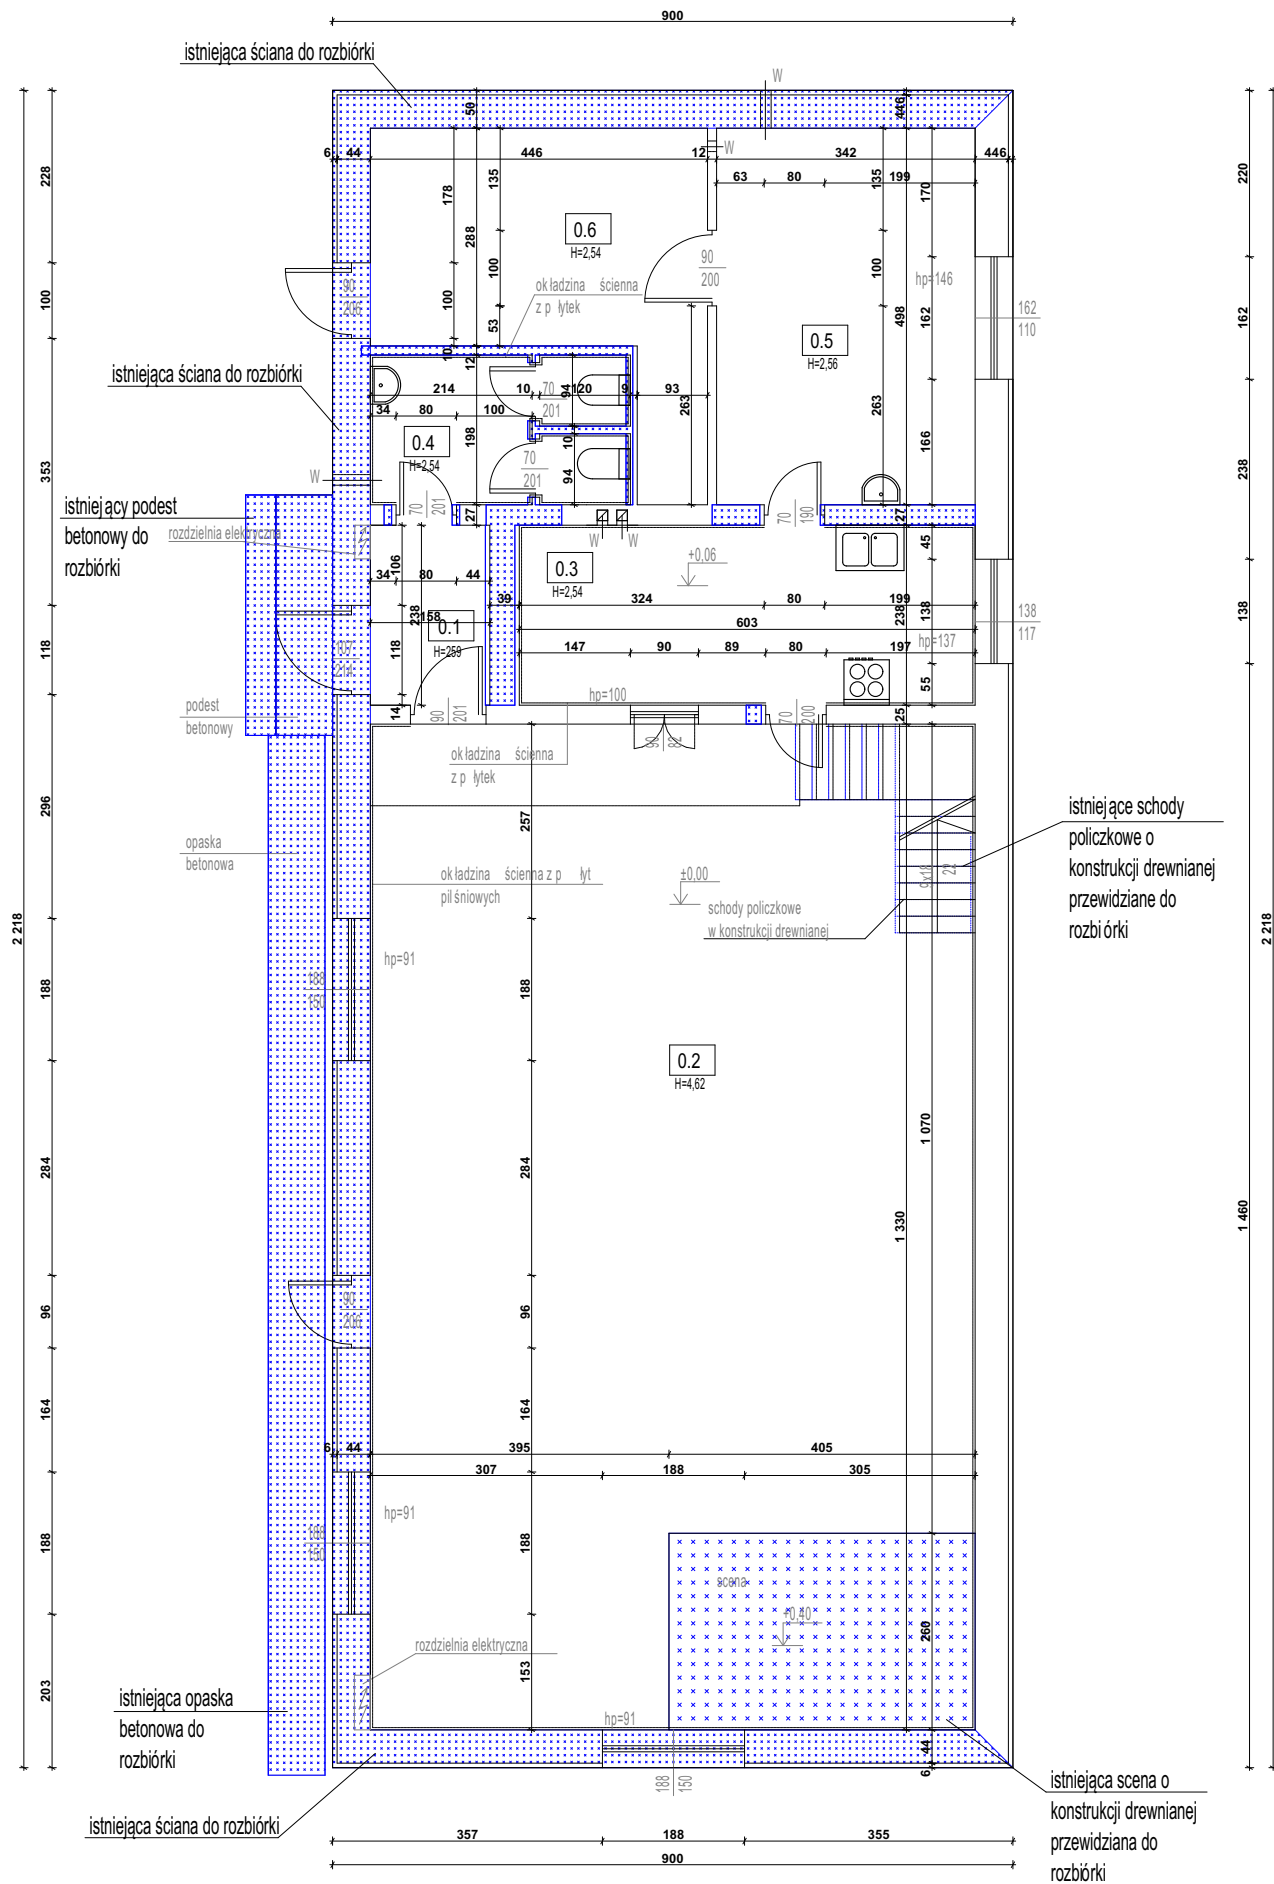 900
istniejąca ściana do rozbiórki
W
50
446
6
44
446
12
W
342
446
228
178
135
63
80
199
135
170
220
0.6
H=2,54
288
100
90
200
hp=146
100
100
100
90
206
okładzina ścienna
z płytek
53
498
162
162
110
162
0.5
H=2,56
10
12
istniejąca ściana do rozbiórki
214
10
70
201
94
120
9
93
263
263
34
80
100
0.4
H=2,54
198
10
166
353
W
70
201
94
238
istniejący podest
betonowy do
rozbiórki
rozdzielnia elektryczna
70
201
27
W
W
70
190
27
+0,06
45
106
0.3
H=2,54
34
80
44
39
324
80
199
238
158
0.1
H=259
603
238
138
138
117
138
118
107
214
118
147
90
89
80
197
hp=137
55
hp=100
podest
betonowy
14
90
201
90
82
70
200
25
okładzina ścienna
z płytek
296
257
opaska
betonowa
istniejące schody
policzkowe o
konstrukcji drewnianej
przewidziane do
rozbiórki
okładzina ścienna z płyt
pilśniowych
±0,00
9x18
22
schody policzkowe
w konstrukcji drewnianej
2 218
2 218
hp=91
188
188
150
188
0.2
H=4,62
1 070
284
284
1 460
1 330
96
90
206
96
164
164
6
44
395
405
307
188
305
hp=91
188
188
150
188
scena
+0,40
260
rozdzielnia elektryczna
153
203
istniejąca opaska
betonowa do
rozbiórki
hp=91
44
6
188
150
istniejąca scena o
konstrukcji drewnianej
przewidziana do
rozbiórki
istniejąca ściana do rozbiórki
357
188
355
900